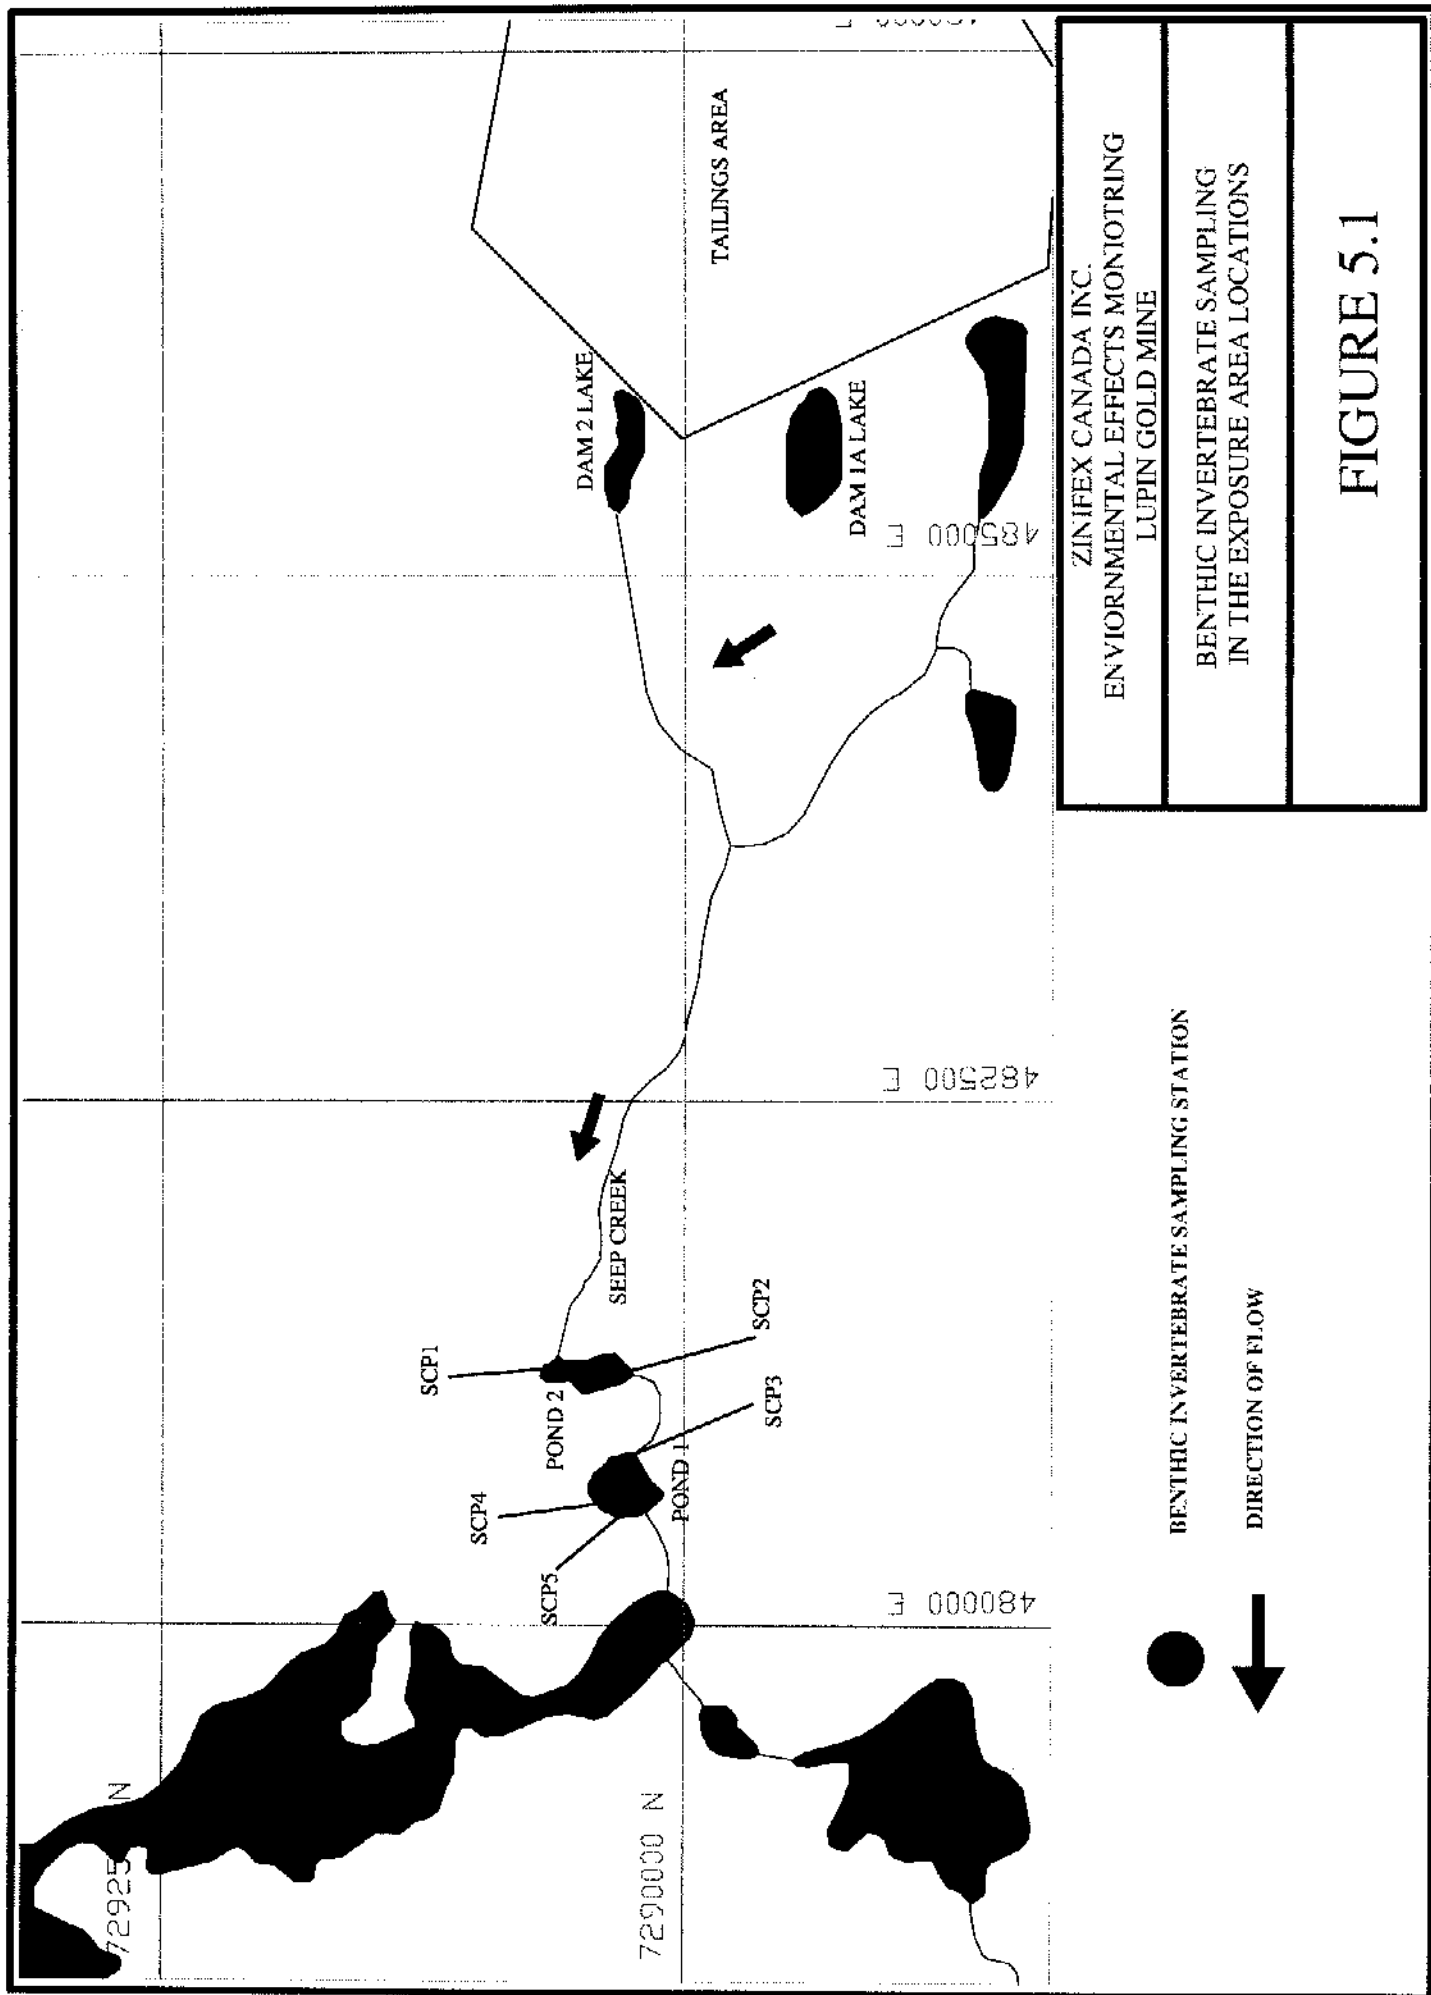 TAILINGS AREA
DAM 2 LAKE
DAM 1A LAKE
485000 E
482500 E
480000 E
SEEP CREEK
SCP1
SCP2
POND 2
SCP3
SCP4
POND 1
SCP5
72925 N
7290000 N
BENTHIC INVERTEBRATE SAMPLING STATION
DIRECTION OF FLOW
ZINIFEX CANADA INC.
ENVIORNMENTAL EFFECTS MONIOTRING
LUPIN GOLD MINE
BENTHIC INVERTEBRATE SAMPLING
IN THE EXPOSURE AREA LOCATIONS
FIGURE 5.1